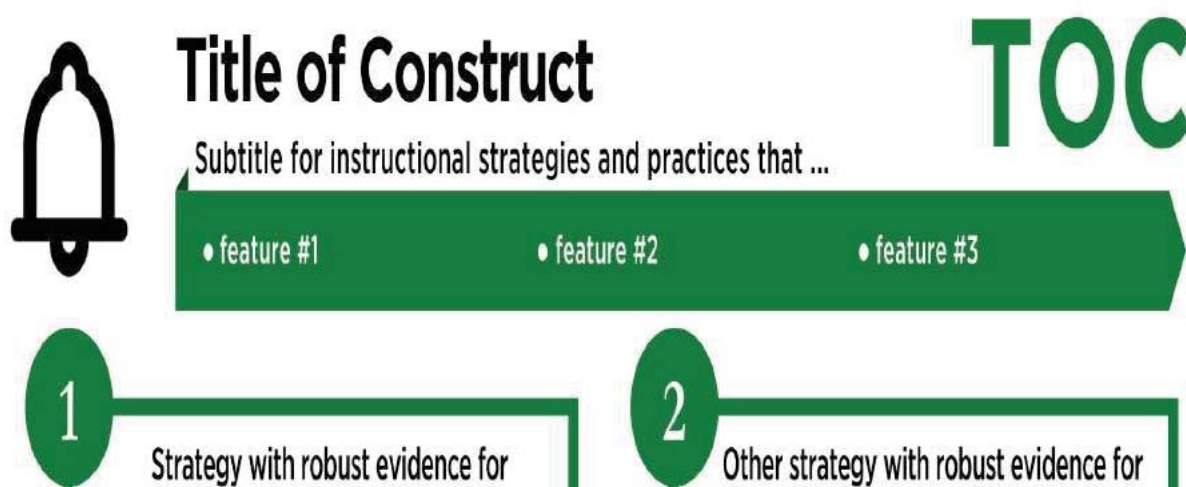 Title of Construct
TOC
Subtitle for instructional strategies and practices that ...
• feature #1
• feature #2
• feature #3
1
Strategy with robust evidence for
2
Other strategy with robust evidence for